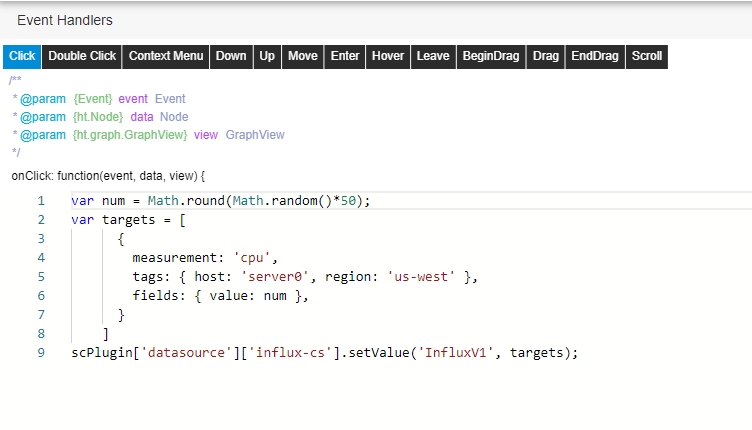 Event Handlers
Click Double Click Context Menu Down Up Move Enter Hover Leave BeginDrag Drag EndDrag Scroll
/**
* @param {Event} event Event
* @param {ht.Node} data Node
* @param {ht.graph.GraphView} view GraphView
*/
onClick: function(event, data, view) {
1 var num = Math.round(Math.random()*50);
2 var targets = [
3 {
4 measurement: 'cpu',
5 tags: { host: 'server0', region: 'us-west' },
6 fields: { value: num },
7 }
8 ]
9 scPlugin['datasource']['influx-cs'].setValue('InfluxV1', targets);